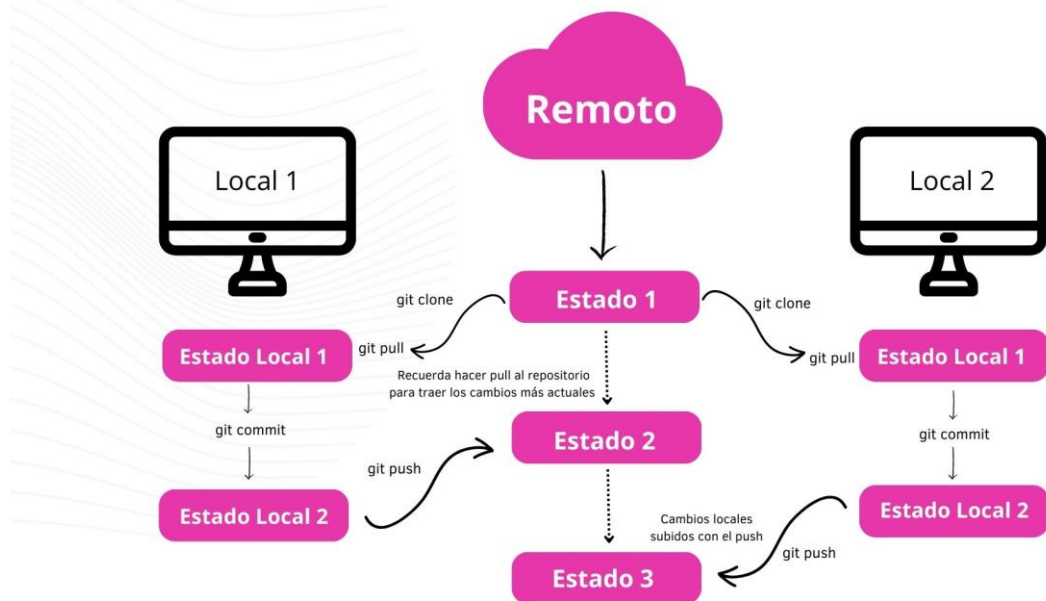 Remoto
Local 1
Local 2
Estado 1
git clone
git clone
git pull
git pull
Estado Local 1
Estado Local 1
Recuerda hacer pull al repositorio
para traer los cambios más actuales
git commit
git commit
Estado 2
git push
Estado Local 2
Estado Local 2
Cambios locales
subidos con el push
git push
Estado 3